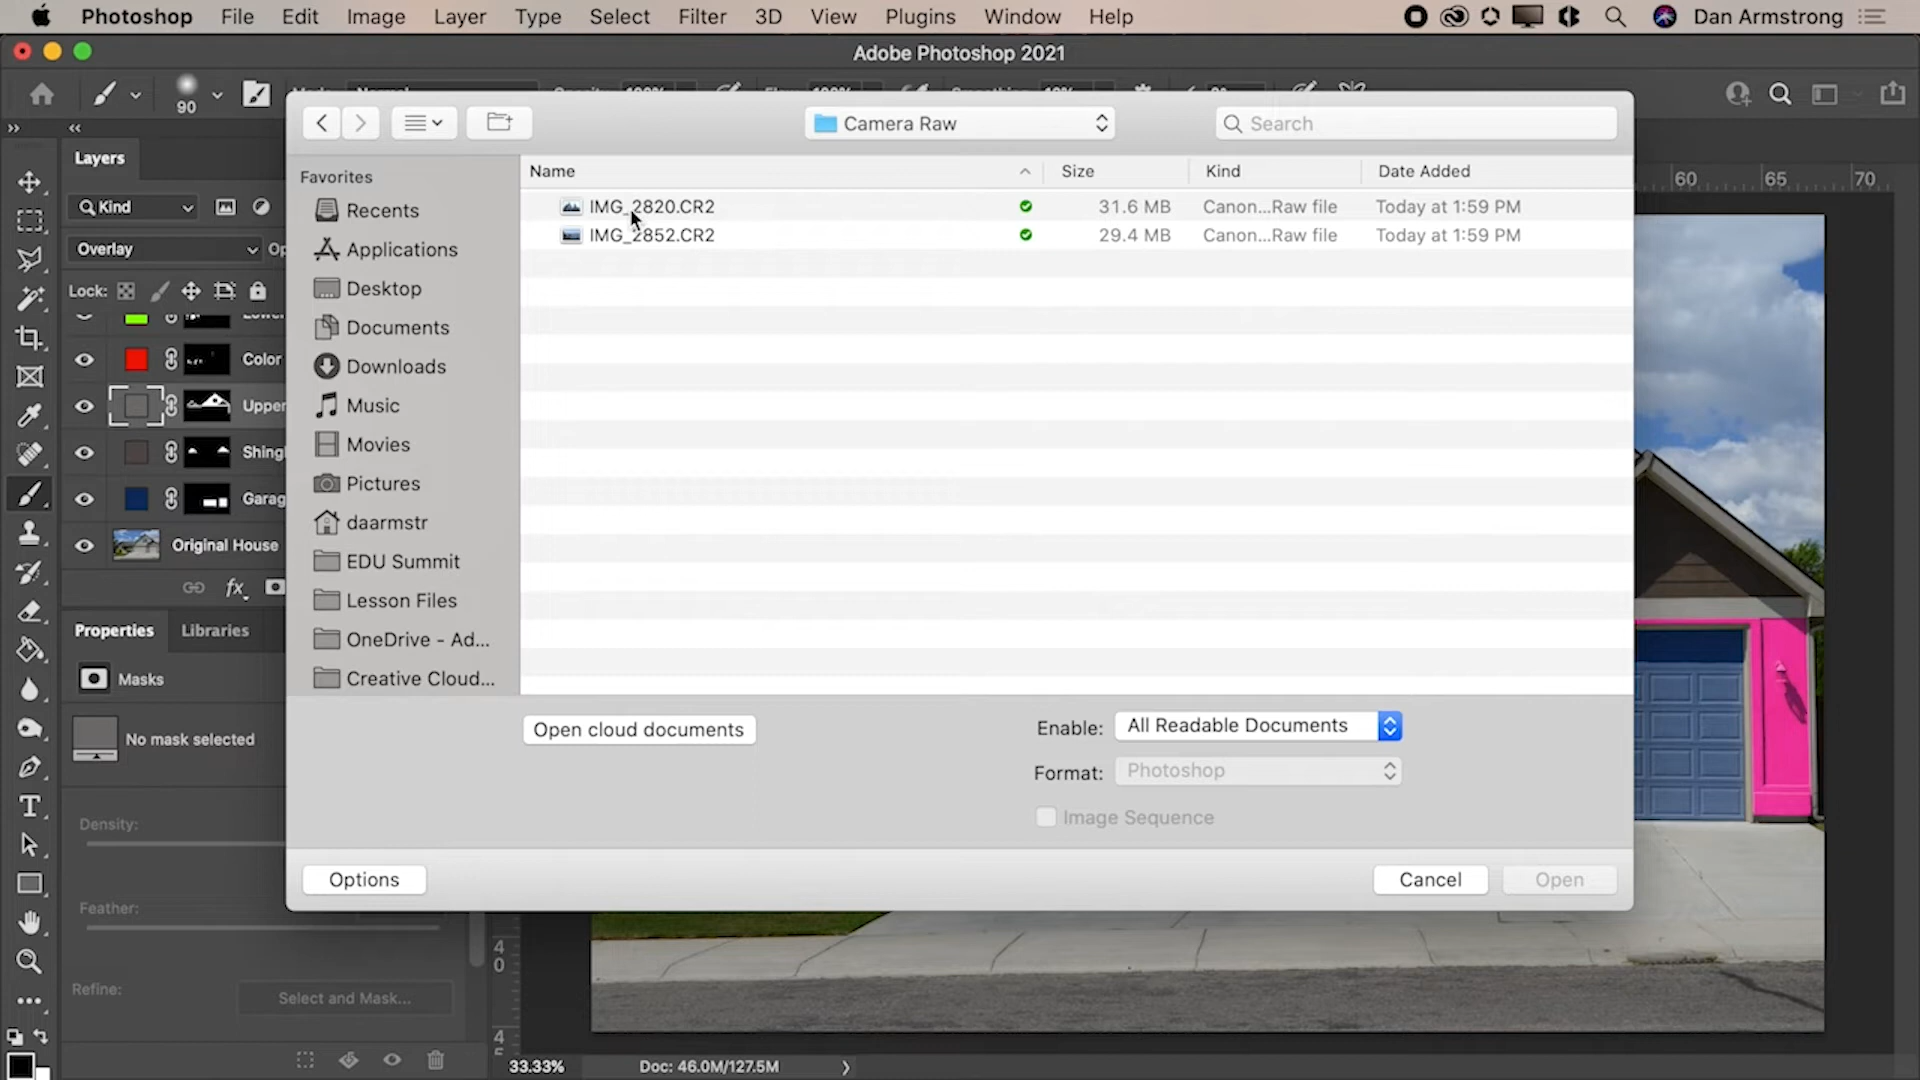 Photoshop File Edit Image Layer Type Select Filter 3D View Plugins Window Help Dan Armstrong
Adobe Photoshop 2021
90
Camera Raw
Search
Layers
Favorites
Name Size Kind Date Added
60 65 70
Kind
Recents
IMG_2820.CR2 31.6 MB Canon...Raw file Today at 1:59 PM
IMG_2852.CR2 29.4 MB Canon...Raw file Today at 1:59 PM
Overlay Op
Applications
Lock:
Desktop
Documents
Color
Downloads
Upper
Music
Shing
Movies
Pictures
Garag
daarmstr
Original House
EDU Summit
fx
Lesson Files
Properties Libraries
OneDrive - Ad...
Masks
Creative Cloud...
No mask selected
Open cloud documents
Enable: All Readable Documents
Format: Photoshop
Image Sequence
Density:
Options
Cancel Open
Feather:
40
Refine:
Select and Mask...
45
33.33% Doc: 46.0M/127.5M